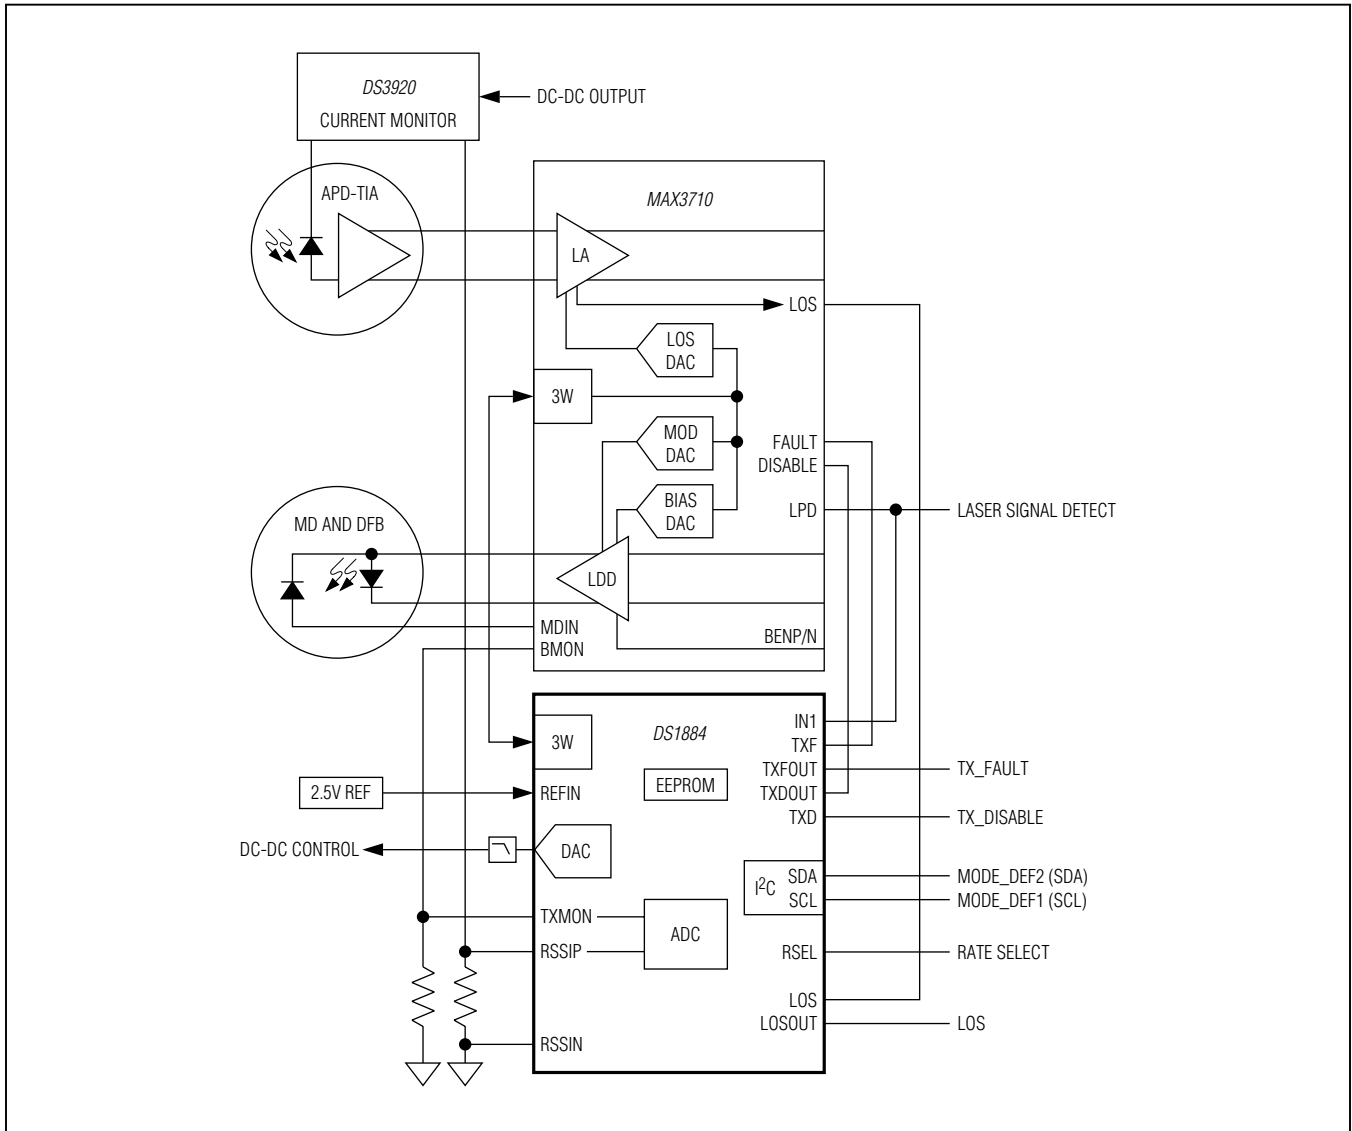 DS3920
CURRENT MONITOR
DC-DC OUTPUT
APD-TIA
MAX3710
LA
LOS
LOS
DAC
3W
MOD
DAC
FAULT
DISABLE
BIAS
DAC
LPD
LASER SIGNAL DETECT
MD AND DFB
LDD
MDIN
BMON
BENP/N
DS1884
3W
IN1
TXF
EEPROM
TXFOUT
TX_FAULT
2.5V REF
REFIN
TXDOUT
TXD
TX_DISABLE
DC-DC CONTROL
DAC
I²C
SDA
MODE_DEF2 (SDA)
SCL
MODE_DEF1 (SCL)
TXMON
ADC
RSSIP
RSEL
RATE SELECT
LOS
LOSOUT
LOS
RSSIN